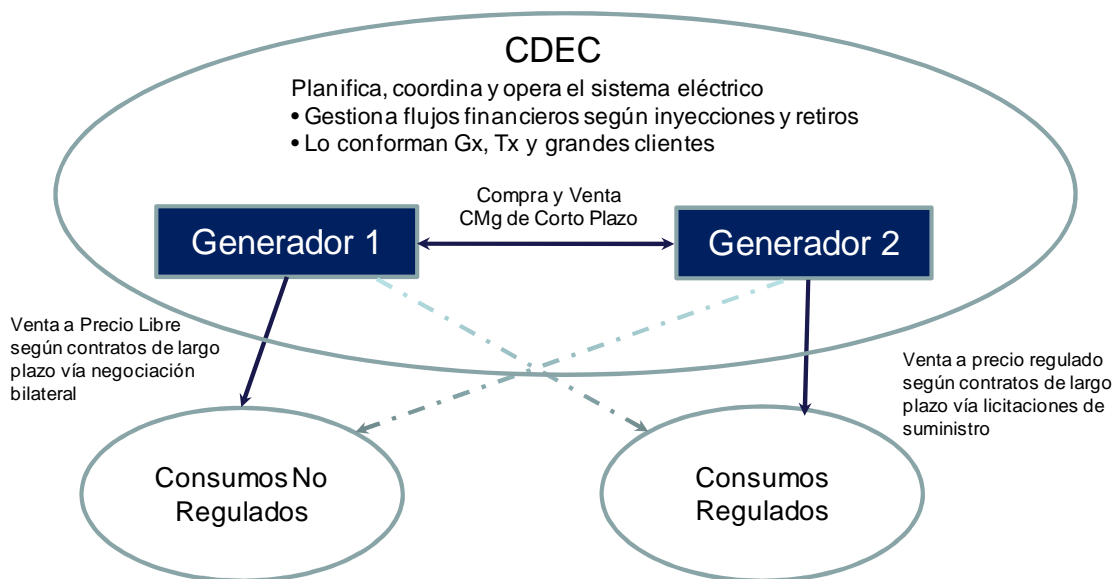 CDEC
Planifica, coordina y opera el sistema eléctrico
• Gestiona flujos financieros según inyecciones y retiros
• Lo conforman Gx, Tx y grandes clientes
Compra y Venta
CMg de Corto Plazo
Generador 1
Generador 2
Venta a Precio Libre
según contratos de largo
plazo vía negociación
bilateral
Venta a precio regulado
según contratos de largo
plazo vía licitaciones de
suministro
Consumos No
Regulados
Consumos
Regulados